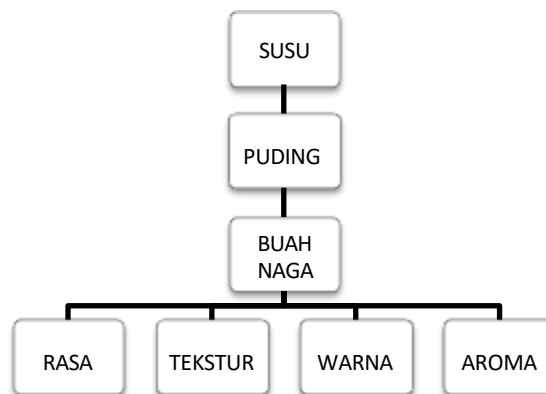 SUSU
PUDING
BUAH
NAGA
RASA
TEKSTUR
WARNA
AROMA